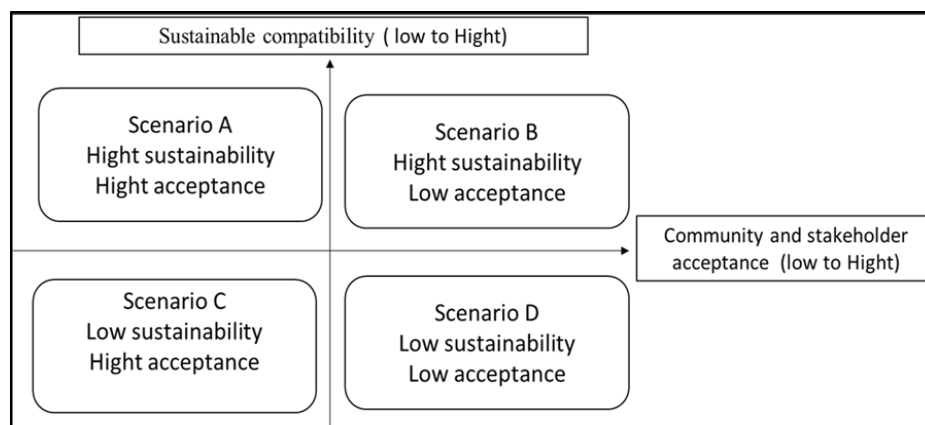 Sustainable compatibility ( low to Hight)
Scenario A
Hight sustainability
Hight acceptance
Scenario B
Hight sustainability
Low acceptance
Community and stakeholder
acceptance (low to Hight)
Scenario C
Low sustainability
Hight acceptance
Scenario D
Low sustainability
Low acceptance